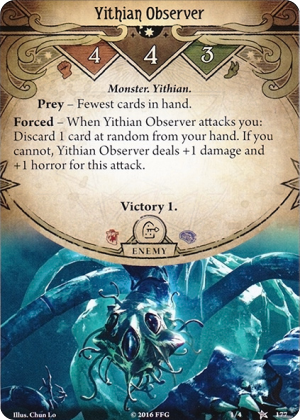 Yithian Observer
4 4 3
Monster. Yithian.
Prey – Fewest cards in hand.
Forced – When Yithian Observer attacks you:
Discard 1 card at random from your hand. If you
cannot, Yithian Observer deals +1 damage and
+1 horror for this attack.
Victory 1.
ENEMY
Illus. Chun Lo
© 2016 FFG
1/4
177